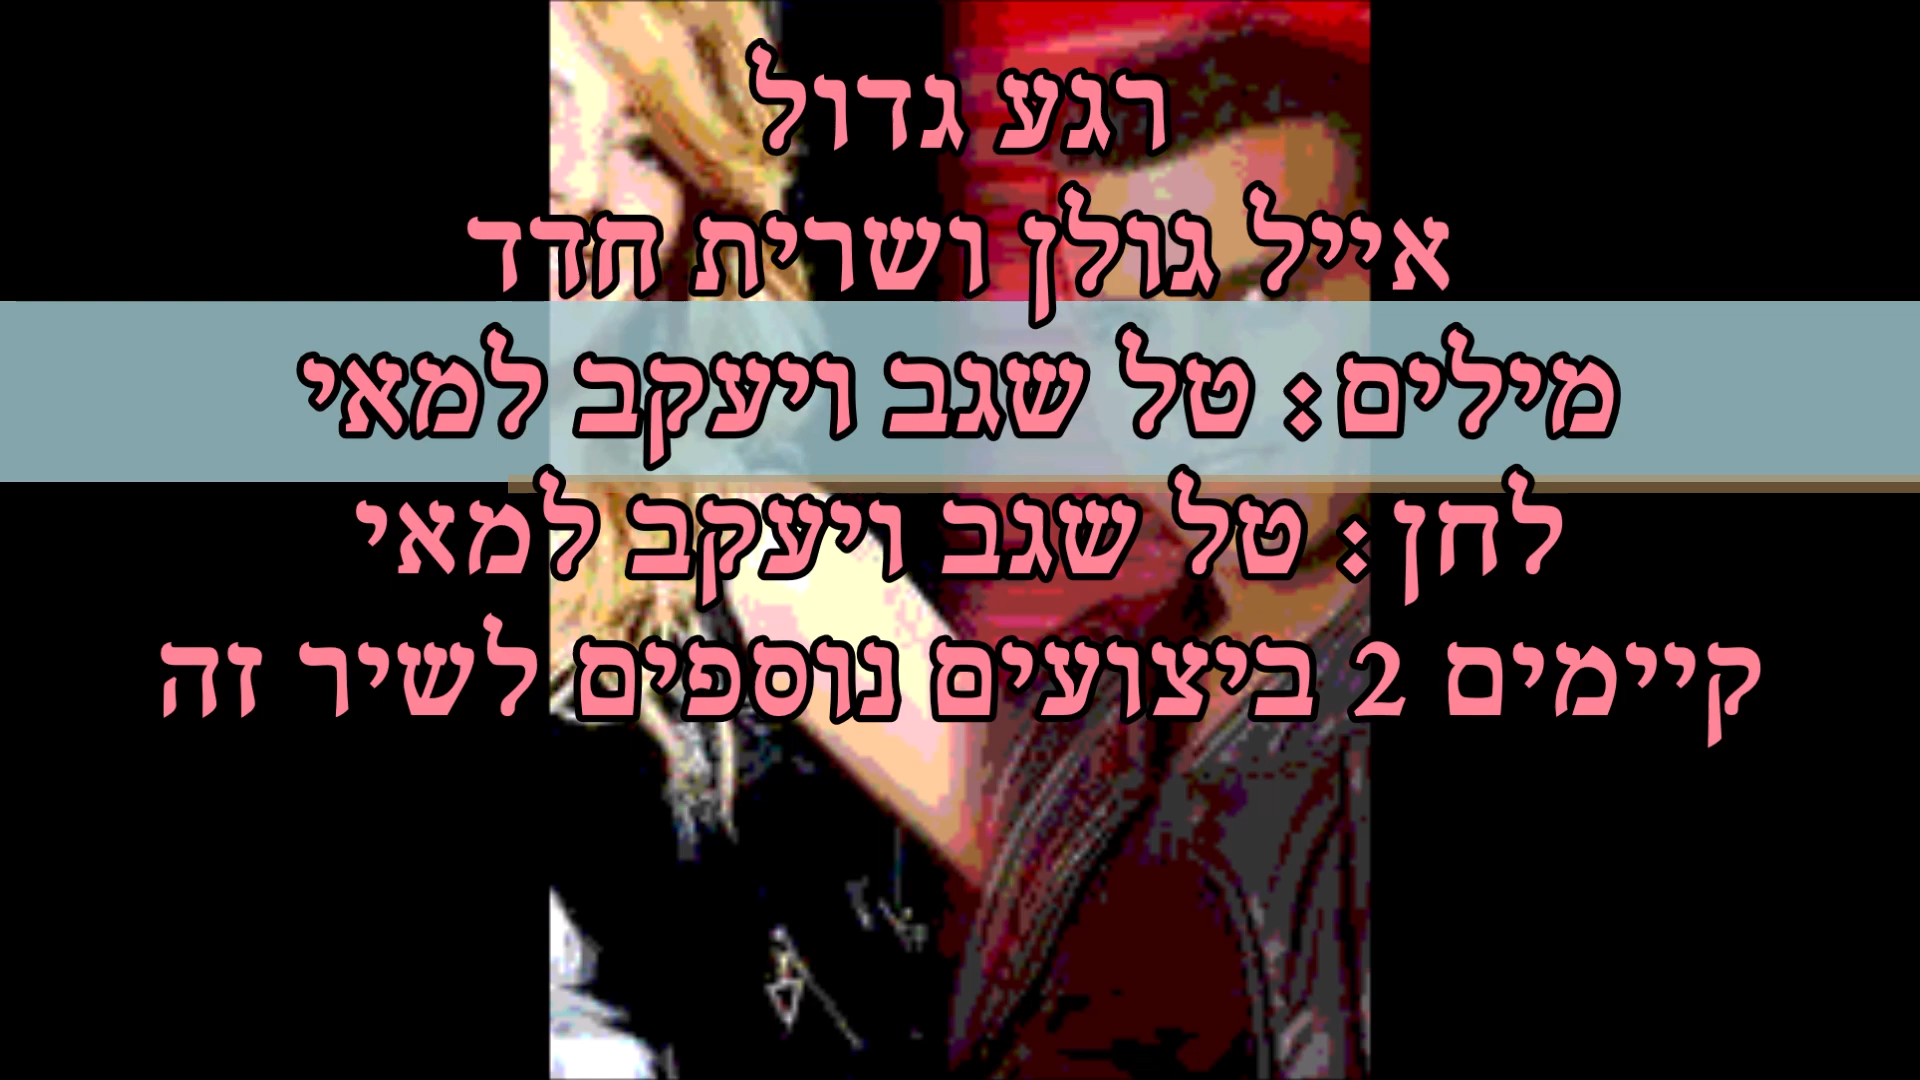 רגע גדול
אייל גולן ושרית חדד
מילים: טל שגב ויעקב למאי
לחן: טל שגב ויעקב למאי
קיימים 2 ביצועים נוספים לשיר זה